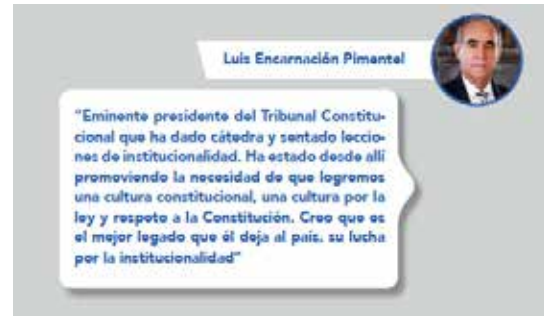 Luis Encarnación Pimentel
"Eminente presidente del Tribunal Constitu-
cional que ha dado cátedra y sentado leccio-
nes de institucionalidad. Ha estado desde allí
promoviendo la necesidad de que logremos
una cultura constitucional, una cultura por la
ley y respeto a la Constitución. Creo que es
el mejor legado que él deja al país, su lucha
por la institucionalidad"